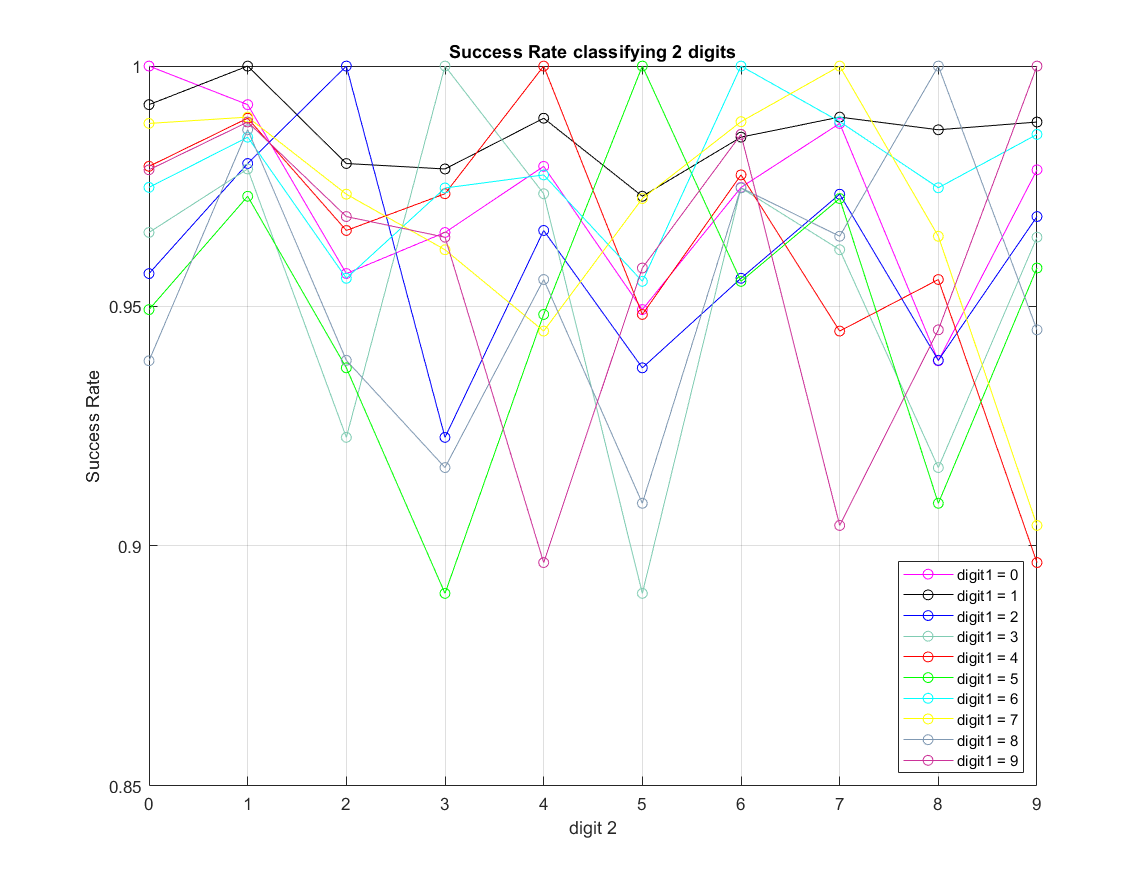 Success Rate classifying 2 digits
1
0.95
0.9
0.85
Success Rate
0 1 2 3 4 5 6 7 8 9
digit 2
digit1 = 0
digit1 = 1
digit1 = 2
digit1 = 3
digit1 = 4
digit1 = 5
digit1 = 6
digit1 = 7
digit1 = 8
digit1 = 9